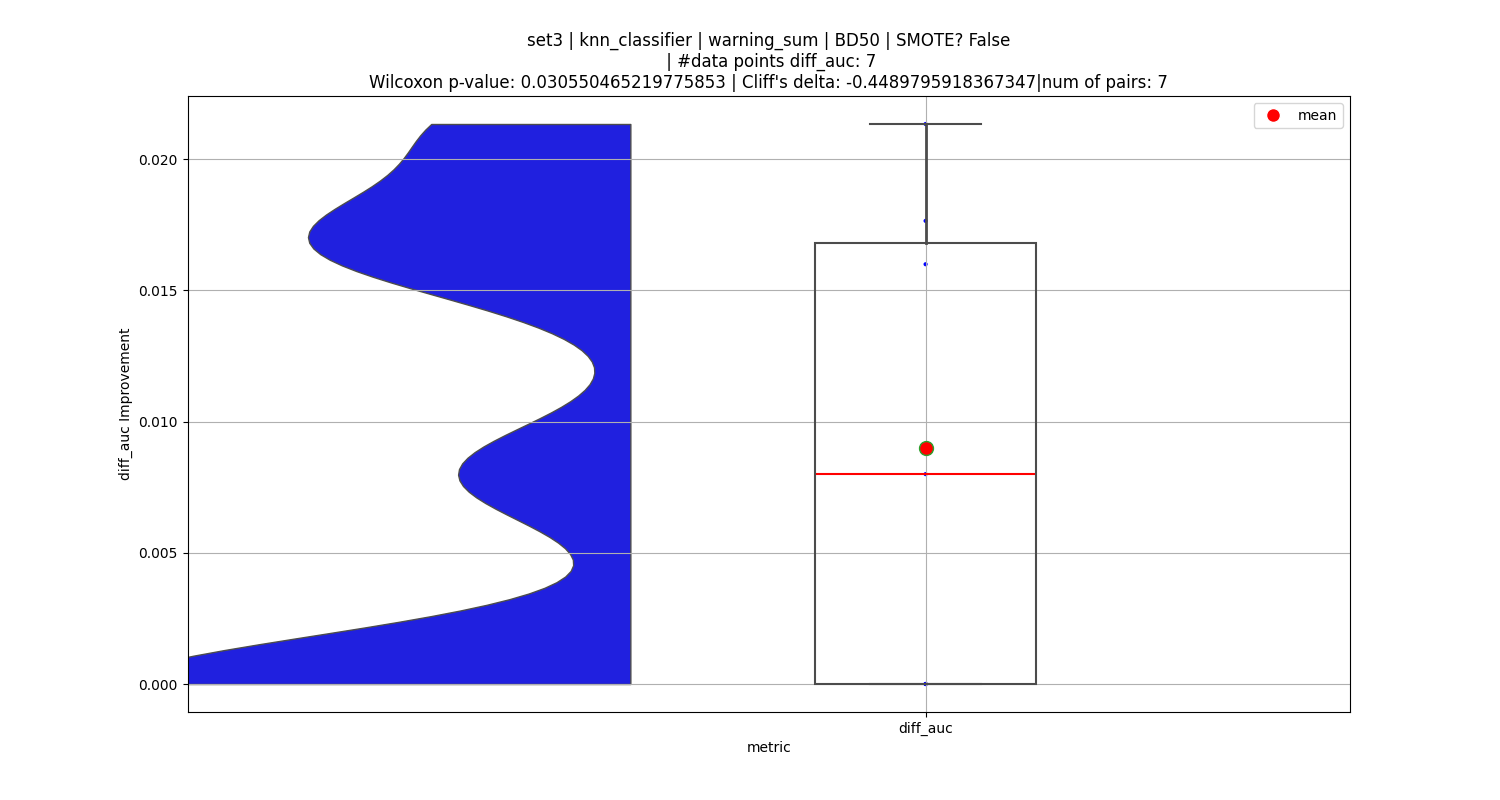 set3 | knn_classifier | warning_sum | BD50 | SMOTE? False
| #data points diff_auc: 7
Wilcoxon p-value: 0.030550465219775853 | Cliff's delta: -0.4489795918367347|num of pairs: 7
mean
0.020
0.015
0.010
0.005
0.000
diff_auc Improvement
diff_auc
metric